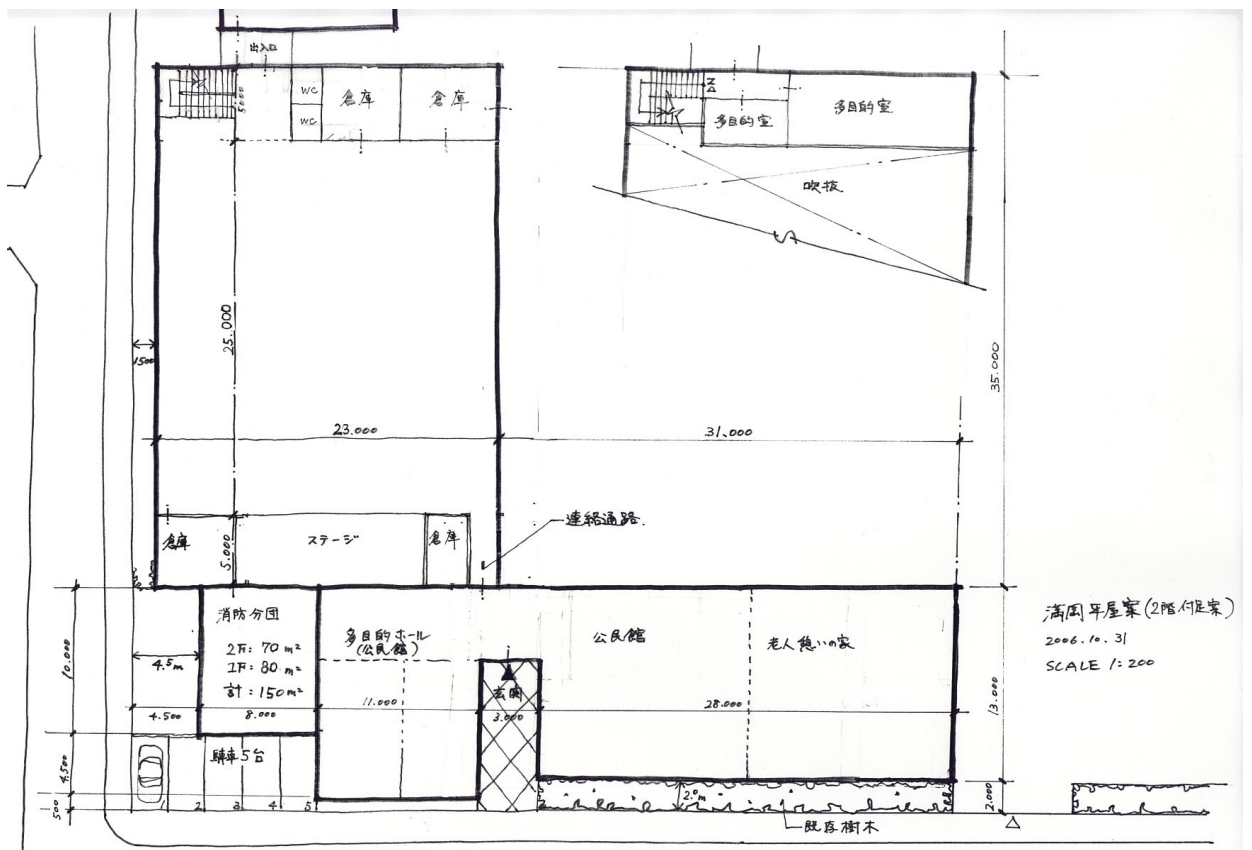 出入口
WC
WC
倉庫
倉庫
5.000
25.000
1500
23.000
31.000
35.000
DN
多目的室
多目的室
吹抜
倉庫
5.000
ステージ
倉庫
連絡通路
消防分団
2F: 70 m²
1F: 80 m²
計: 150 m²
多目的ホール
(公民館)
公民館
老人憩いの家
玄関
10.000
4.5m
4.500
8.000
11.000
3.000
28.000
13.000
駐車5台
1
2
3
4
5
4.500
500
2.0m
2.000
既存樹木
満周平屋案(2階付足案)
2006.10.31
SCALE 1:200